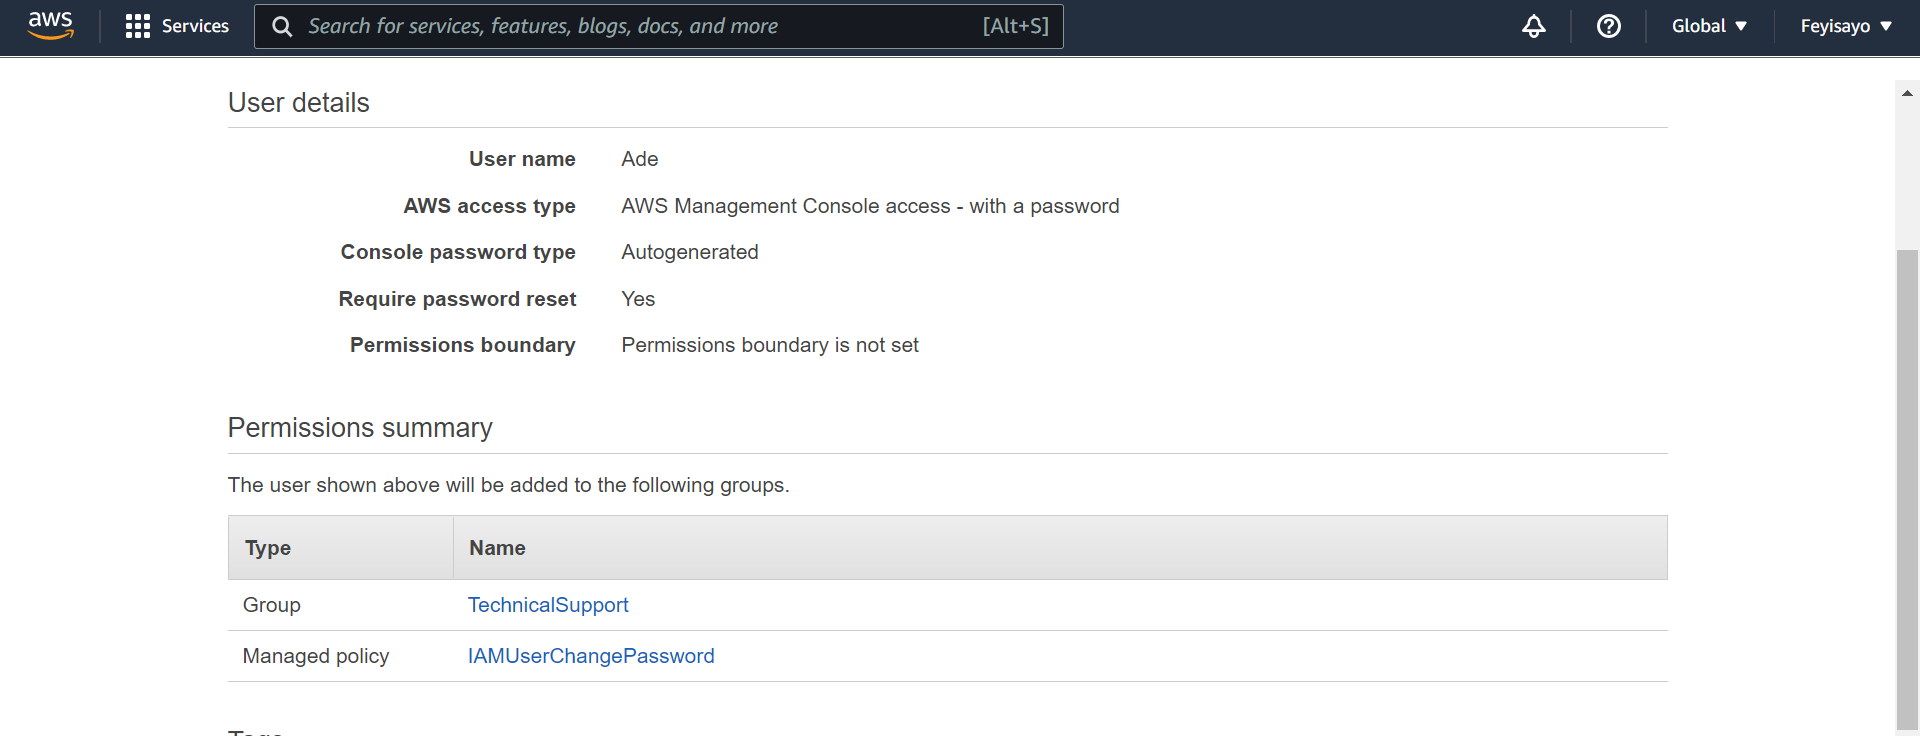 aws Services Search for services, features, blogs, docs, and more [Alt+S] Global Feyisayo
User details
User name Ade
AWS access type AWS Management Console access - with a password
Console password type Autogenerated
Require password reset Yes
Permissions boundary Permissions boundary is not set
Permissions summary
The user shown above will be added to the following groups.
Type Name
Group TechnicalSupport
Managed policy IAMUserChangePassword
Tags